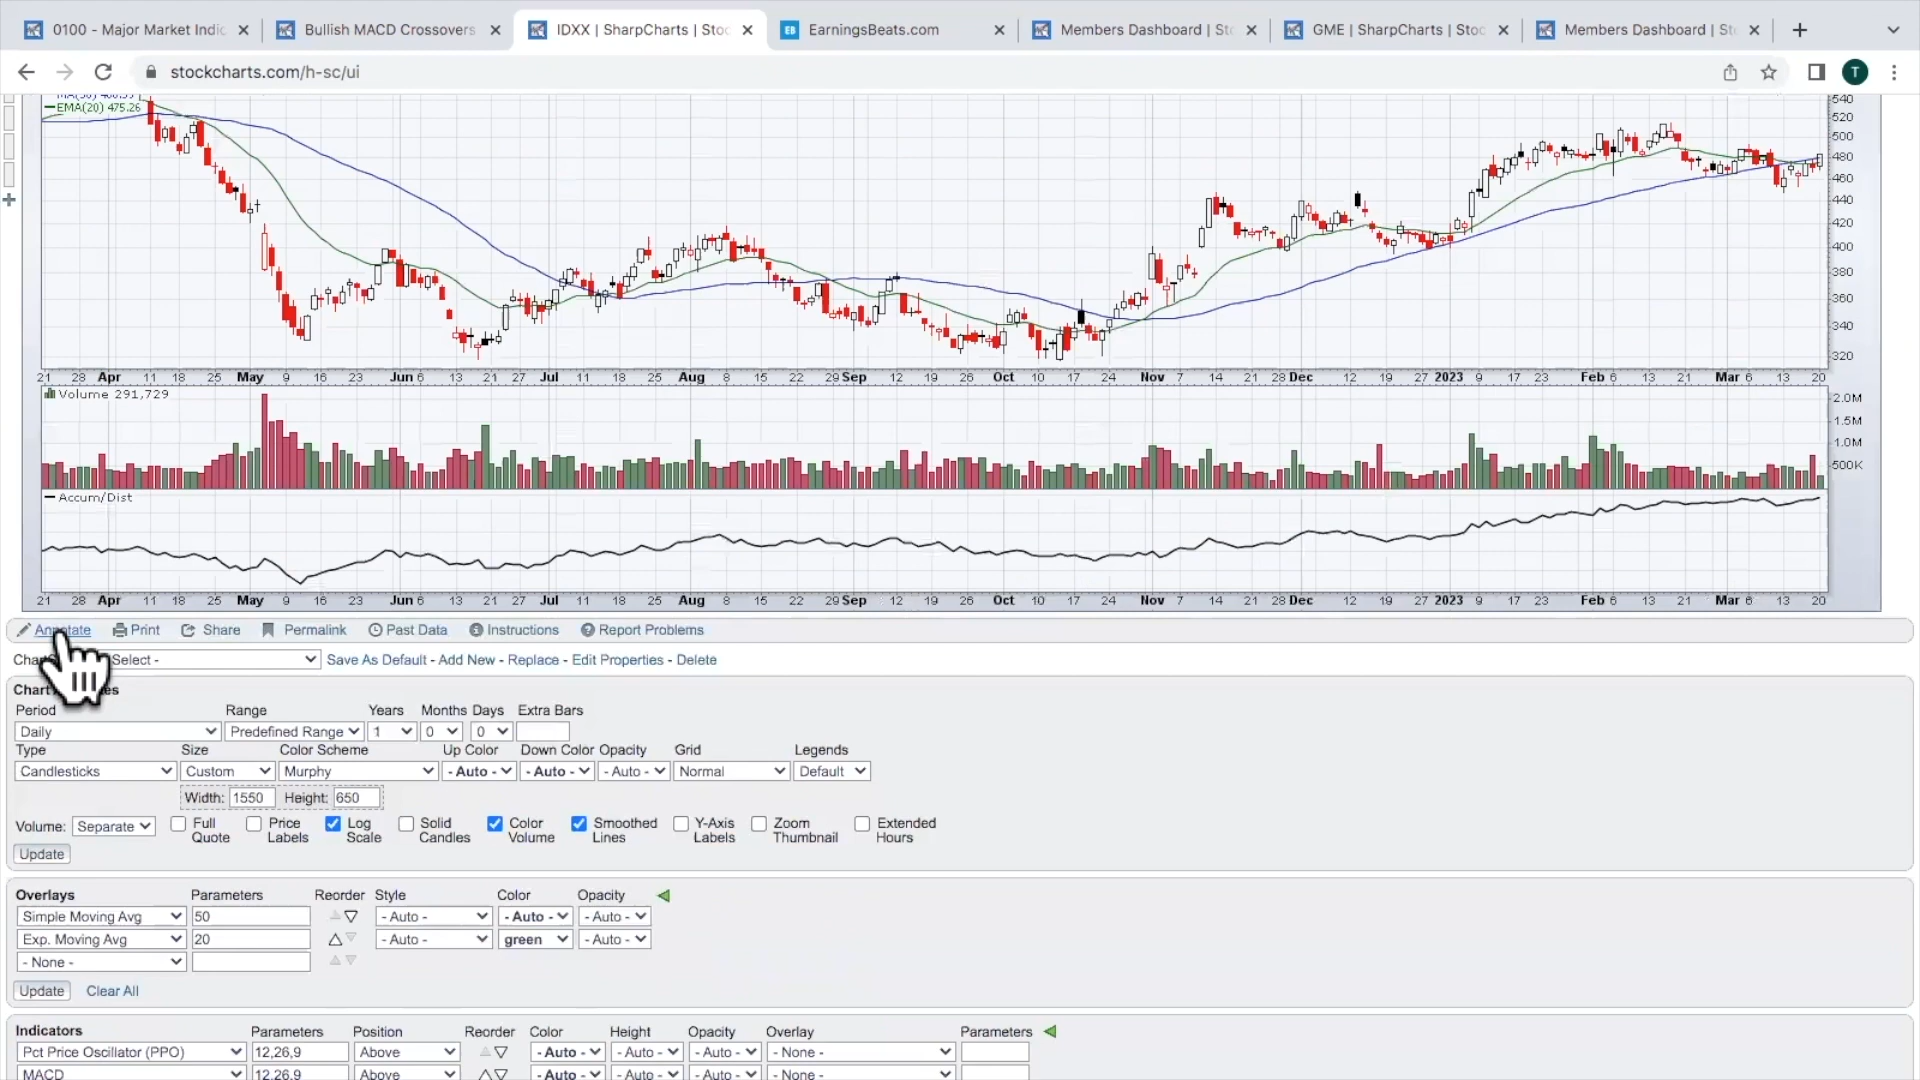 0100 - Major Market Indic
Bullish MACD Crossovers
IDXX | SharpCharts | Stoc
EarningsBeats.com
Members Dashboard | St
GME | SharpCharts | Stoc
Members Dashboard | St
stockcharts.com/h-sc/ui
T
EMA(20) 475.26
540
520
500
480
460
440
420
400
380
360
340
320
21 28 Apr 11 18 25 May 9 16 23 Jun 6 13 21 27 Jul 11 18 25 Aug 8 15 22 29 Sep 12 19 26 Oct 10 17 24 Nov 7 14 21 28 Dec 12 19 27 2023 9 17 23 Feb 6 13 21 Mar 6 13 20
Volume 291,729
2.0M
1.5M
1.0M
500K
Accum/Dist
21 28 Apr 11 18 25 May 9 16 23 Jun 6 13 21 27 Jul 11 18 25 Aug 8 15 22 29 Sep 12 19 26 Oct 10 17 24 Nov 7 14 21 28 Dec 12 19 27 2023 9 17 23 Feb 6 13 21 Mar 6 13 20
Annotate Print Share Permalink Past Data Instructions Report Problems
Select - Save As Default - Add New - Replace - Edit Properties - Delete
Chart
Period Range Years Months Days Extra Bars
Daily Predefined Range 1 0 0
Type Size Color Scheme Up Color Down Color Opacity Grid Legends
Candlesticks Custom Murphy - Auto - - Auto - - Auto - Normal Default
Width: 1550 Height: 650
Volume: Separate Full Quote Price Labels Log Scale Solid Candles Color Volume Smoothed Lines Y-Axis Labels Zoom Thumbnail Extended Hours
Update
Overlays Parameters Reorder Style Color Opacity
Simple Moving Avg 50 - Auto - - Auto - - Auto -
Exp. Moving Avg 20 - Auto - green - Auto -
- None -
Update Clear All
Indicators Parameters Position Reorder Color Height Opacity Overlay Parameters
Pct Price Oscillator (PPO) 12,26,9 Above - Auto - - Auto - - Auto - - None -
MACD 12,26,9 Above - Auto - - Auto - - Auto - - None -